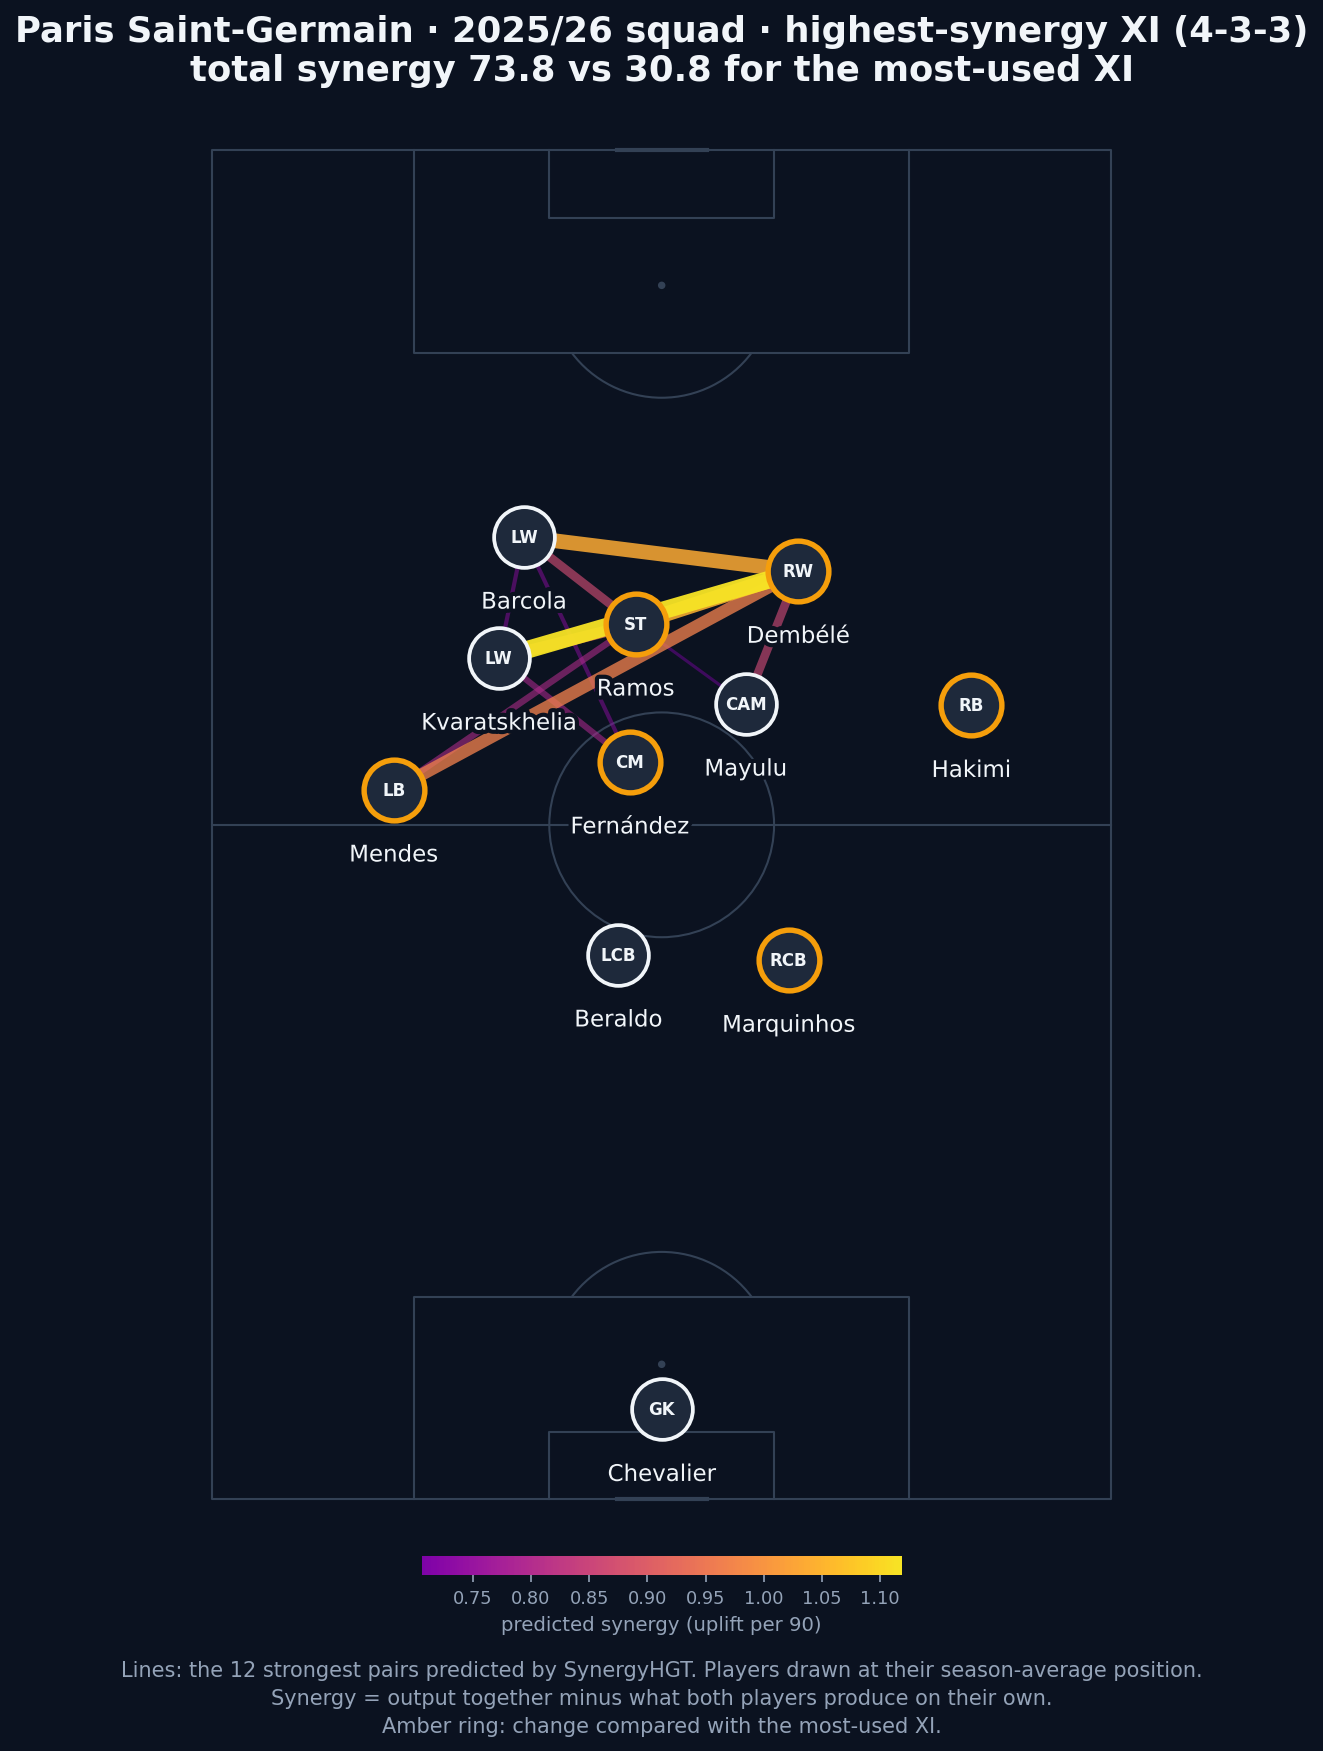 Paris Saint-Germain · 2025/26 squad · highest-synergy XI (4-3-3)
total synergy 73.8 vs 30.8 for the most-used XI
LW
RW
Barcola
ST
Dembélé
LW
Ramos
CAM
RB
Kvaratskhelia
CM
Mayulu
Hakimi
LB
Fernández
Mendes
LCB
RCB
Beraldo
Marquinhos
GK
Chevalier
0.75 0.80 0.85 0.90 0.95 1.00 1.05 1.10
predicted synergy (uplift per 90)
Lines: the 12 strongest pairs predicted by SynergyHGT. Players drawn at their season-average position.
Synergy = output together minus what both players produce on their own.
Amber ring: change compared with the most-used XI.